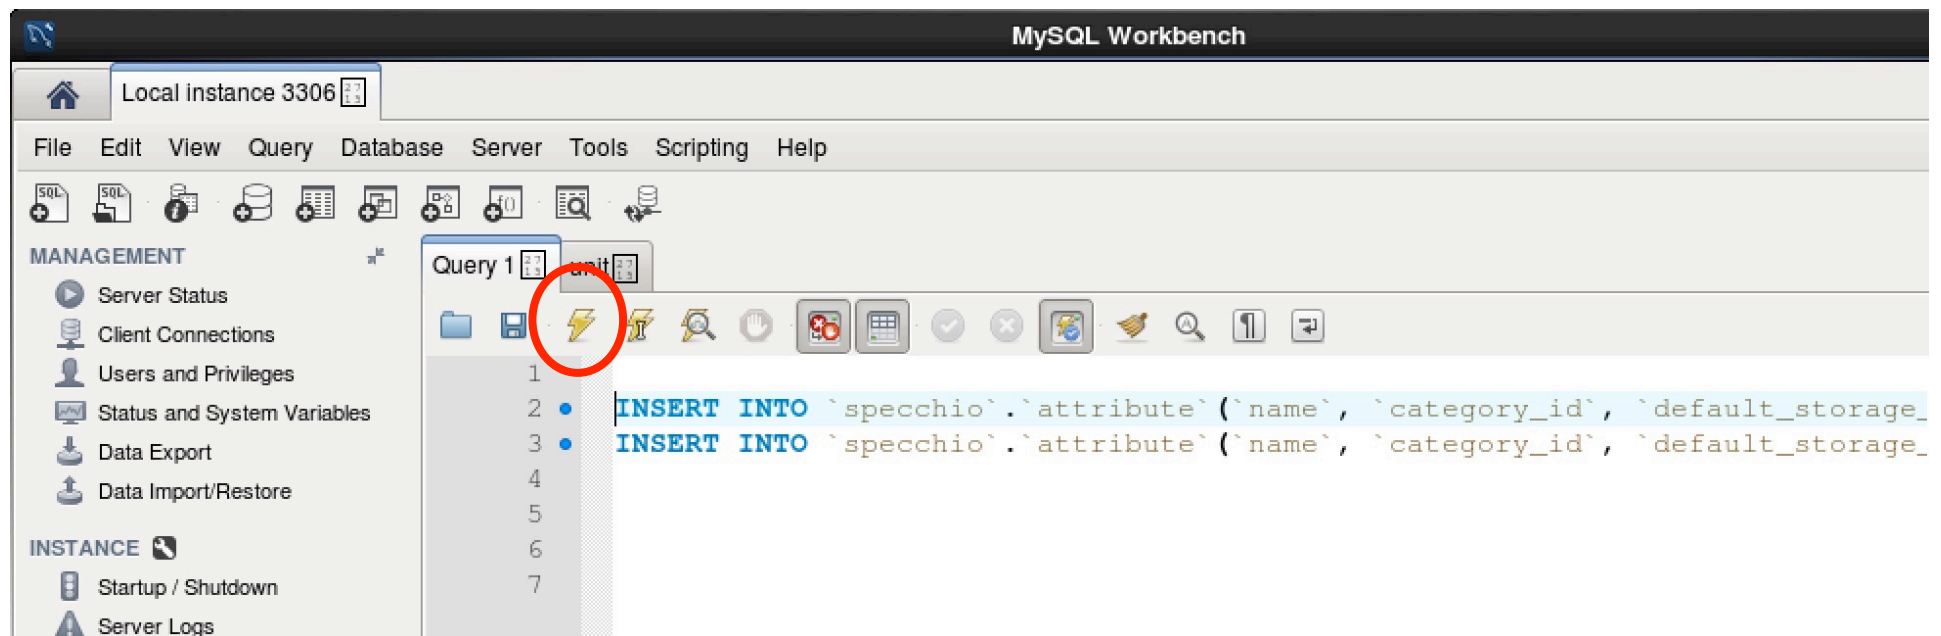 MySQL Workbench
Local instance 3306
File Edit View Query Database Server Tools Scripting Help
MANAGEMENT
Query 1 unit
Server Status
Client Connections
Users and Privileges
Status and System Variables
Data Export
Data Import/Restore
INSTANCE
Startup / Shutdown
Server Logs
1
2 INSERT INTO `specchio`.`attribute`(`name`, `category_id`, `default_storage_
3 INSERT INTO `specchio`.`attribute`(`name`, `category_id`, `default_storage_
4
5
6
7